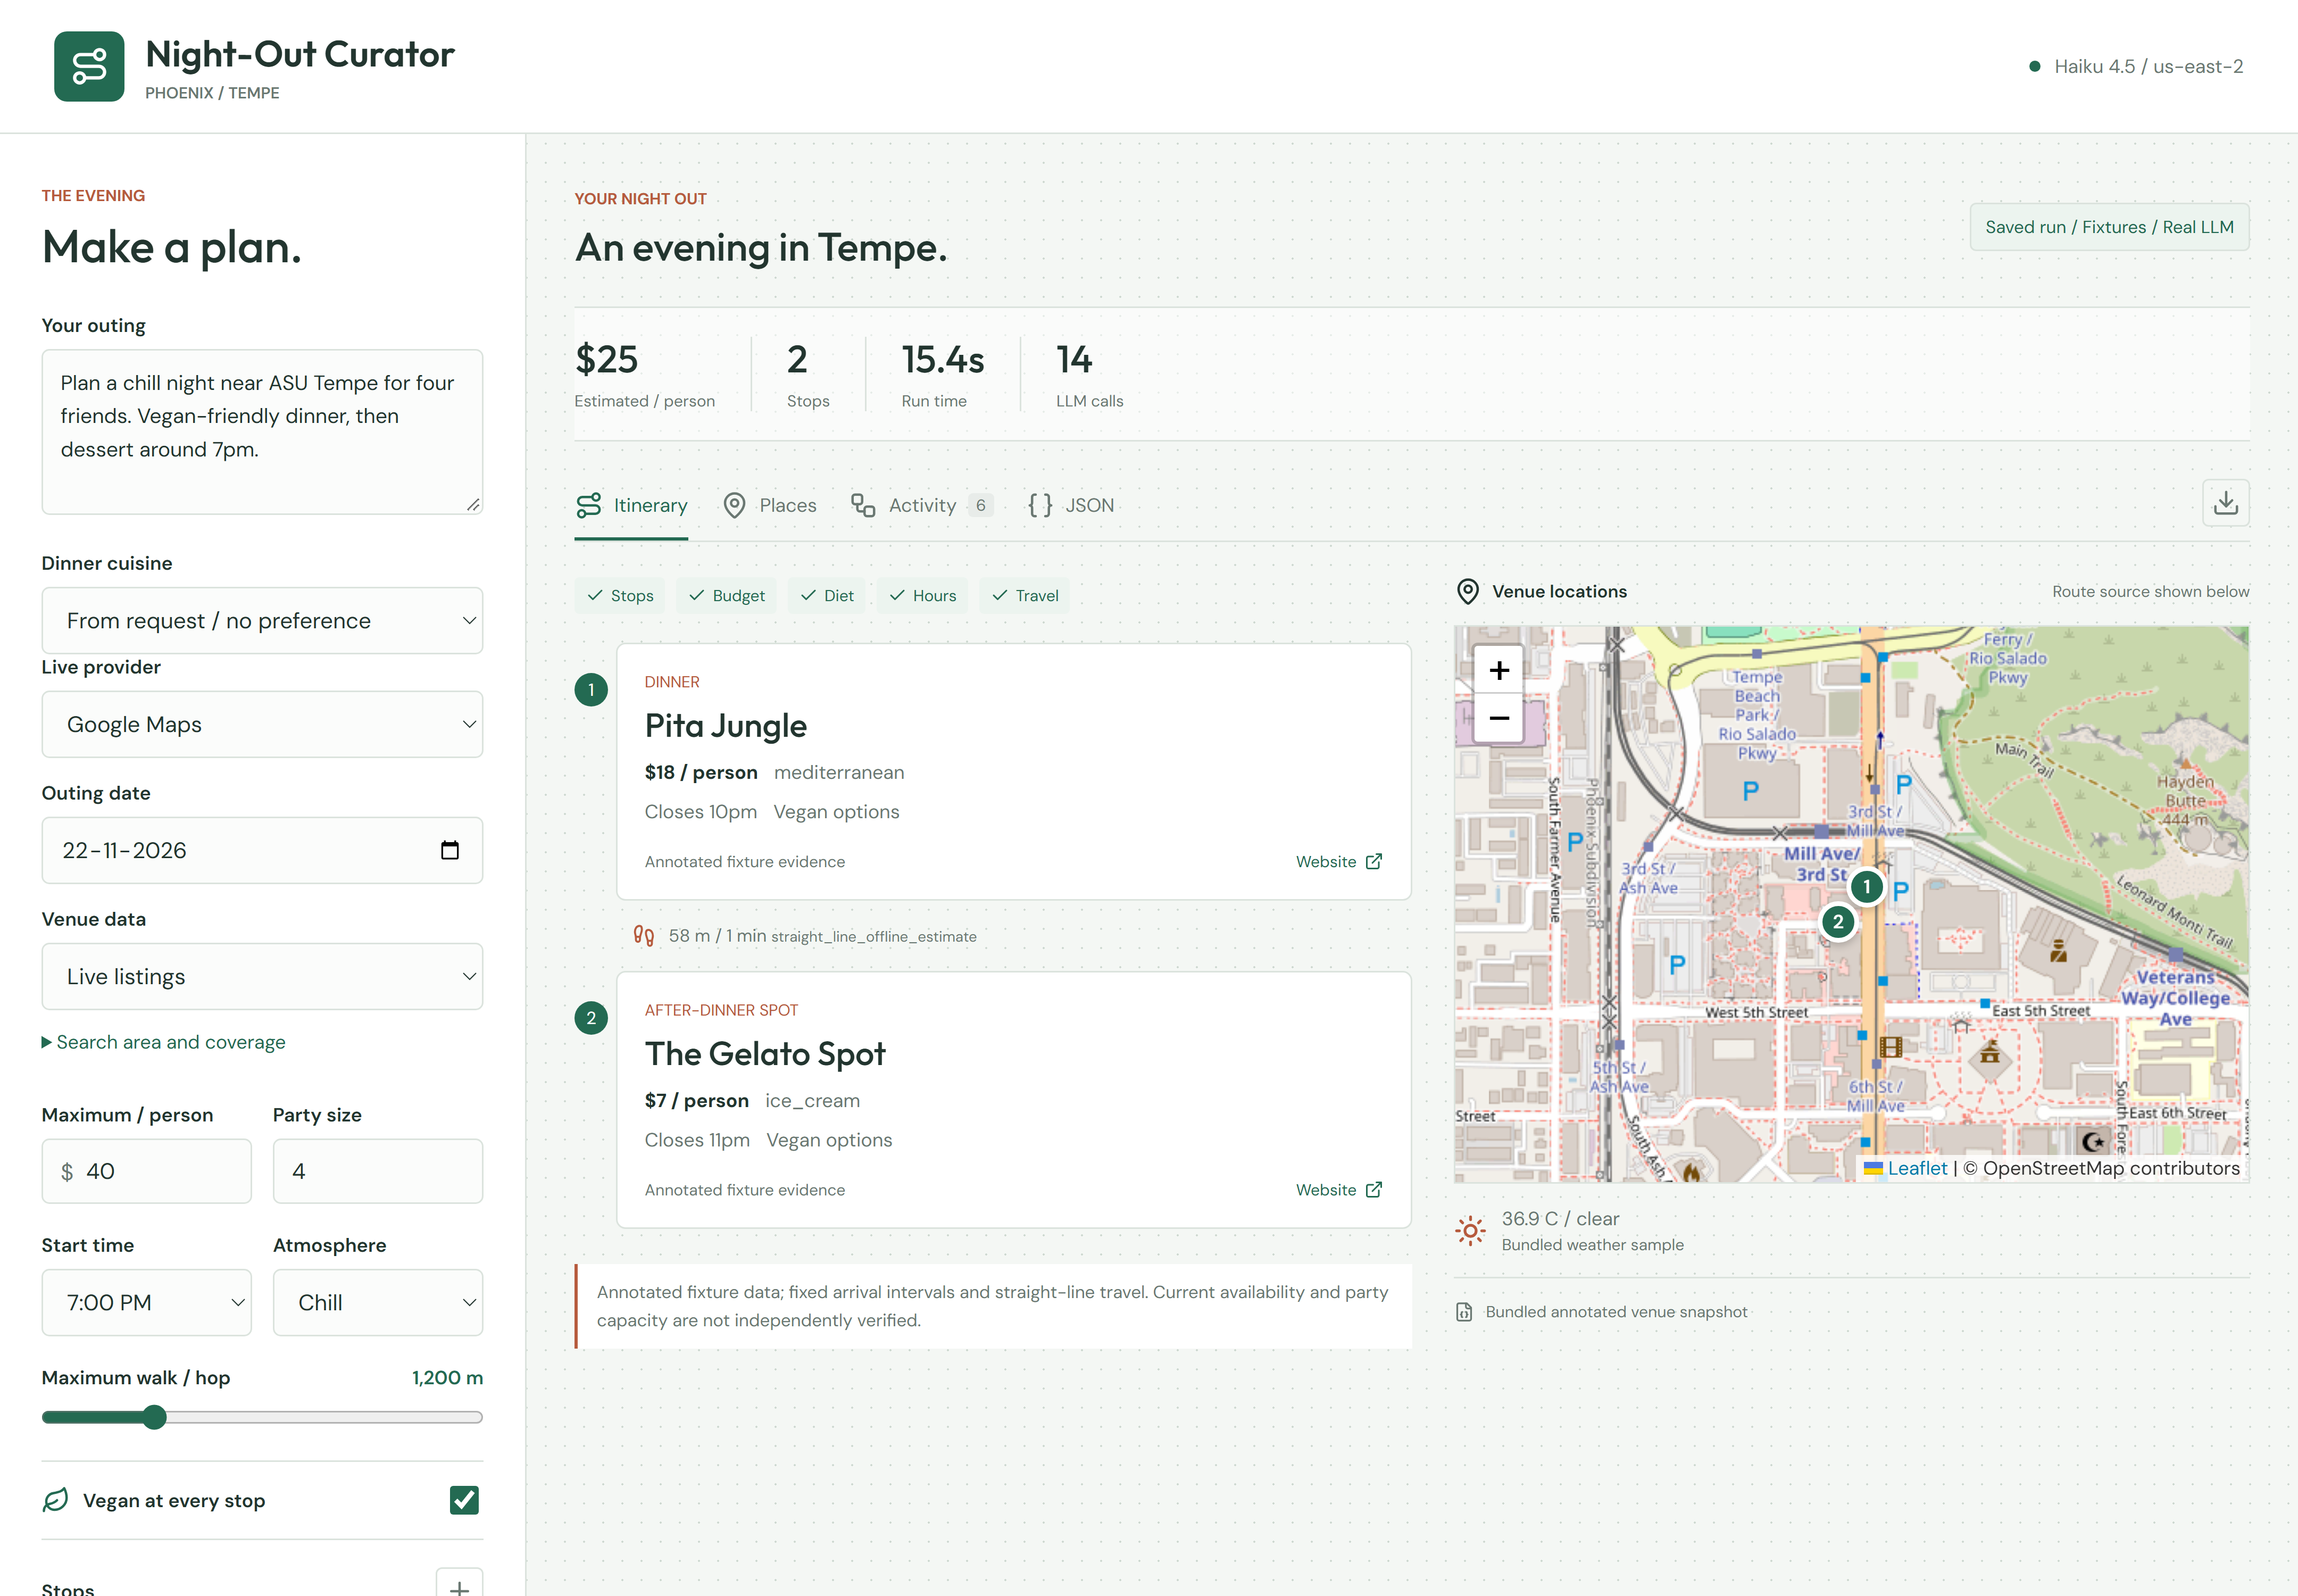 Night-Out Curator
PHOENIX / TEMPE
Haiku 4.5 / us-east-2
THE EVENING
Make a plan.
Your outing
Plan a chill night near ASU Tempe for four
friends. Vegan-friendly dinner, then
dessert around 7pm.
Dinner cuisine
From request / no preference
Live provider
Google Maps
Outing date
22-11-2026
Venue data
Live listings
Search area and coverage
Maximum / person
Party size
$ 40
4
Start time
Atmosphere
7:00 PM
Chill
Maximum walk / hop
1,200 m
Vegan at every stop
Stops
YOUR NIGHT OUT
An evening in Tempe.
Saved run / Fixtures / Real LLM
$25
Estimated / person
2
Stops
15.4s
Run time
14
LLM calls
Itinerary
Places
Activity 6
{ } JSON
Stops
Budget
Diet
Hours
Travel
1
DINNER
Pita Jungle
$18 / person mediterranean
Closes 10pm Vegan options
Annotated fixture evidence
Website
58 m / 1 min straight_line_offline_estimate
2
AFTER-DINNER SPOT
The Gelato Spot
$7 / person ice_cream
Closes 11pm Vegan options
Annotated fixture evidence
Website
Annotated fixture data; fixed arrival intervals and straight-line travel. Current availability and party
capacity are not independently verified.
Venue locations
Route source shown below
+
−
Ferry /
Rio Salado
Pkwy
Tempe
Beach
Park /
Rio Salado
Pkwy
Main Trail
Hayden
Butte
444 m
P
P
P
P
P
3rd St /
Mill Ave
Mill Ave/
3rd St
3rd St /
Ash Ave
South Farmer Avenue
Phoenix Subdivision
Leonard Monti Trail
1
2
Veterans
Way/College
Ave
West 5th Street
East 5th Street
5th St /
Ash Ave
6th St /
Mill Ave
Street
South Ash
South Fore
East 6th Street
Leaflet | © OpenStreetMap contributors
36.9 C / clear
Bundled weather sample
Bundled annotated venue snapshot